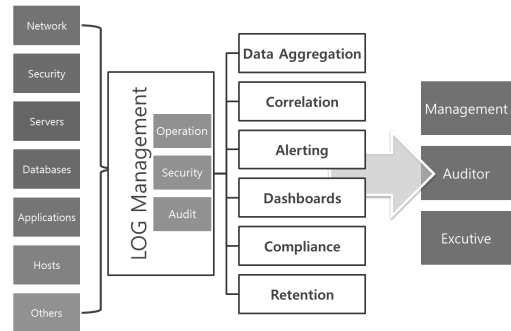 Network
Security
Servers
Databases
Applications
Hosts
Others
LOG Management
Operation
Security
Audit
Data Aggregation
Correlation
Alerting
Dashboards
Compliance
Retention
Management
Auditor
Excutive